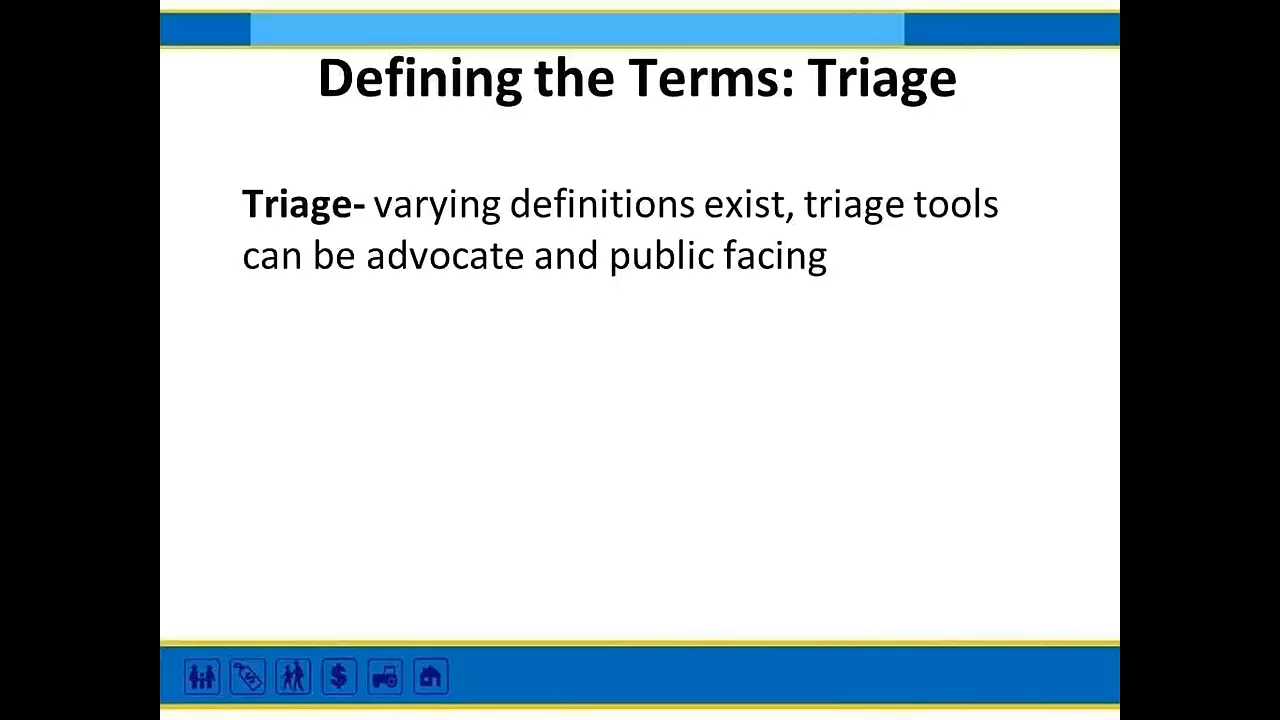 Defining the Terms: Triage
Triage- varying definitions exist, triage tools
can be advocate and public facing
$